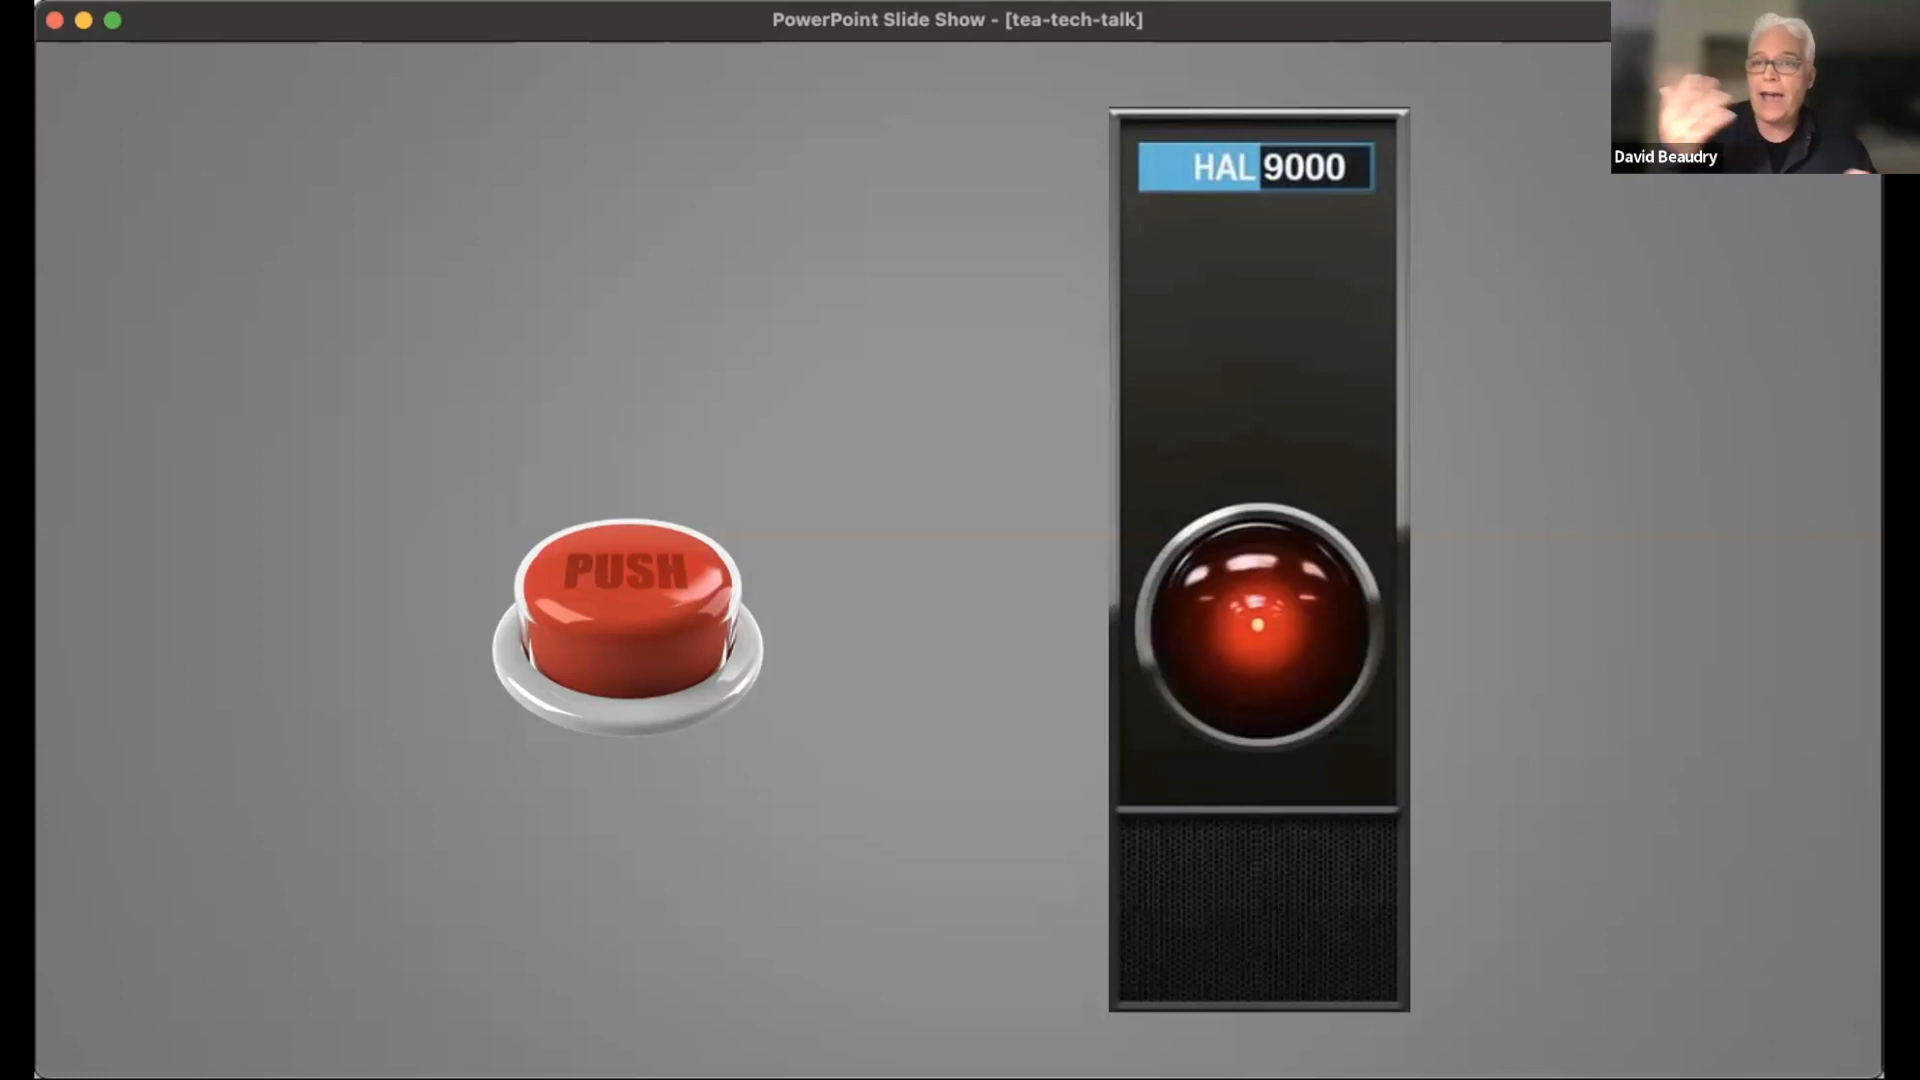 PowerPoint Slide Show - [tea-tech-talk]
David Beaudry
HAL 9000
PUSH